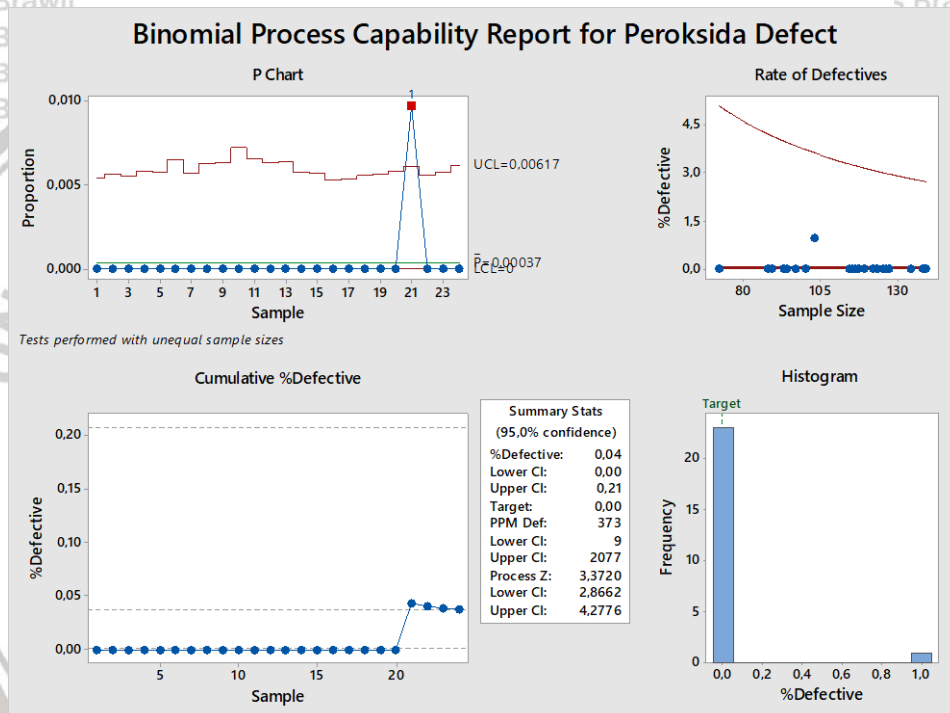 Binomial Process Capability Report for Peroksida Defect
P Chart
Proportion
0,010
0,005
0,000
1
UCL=0,00617
P=0,00037
LCL=0
1 3 5 7 9 11 13 15 17 19 21 23
Sample
Tests performed with unequal sample sizes
Rate of Defectives
%Defective
4,5
3,0
1,5
0,0
80 105 130
Sample Size
Cumulative %Defective
%Defective
0,20
0,15
0,10
0,05
0,00
5 10 15 20
Sample
Summary Stats
(95,0% confidence)
%Defective: 0,04
Lower CI: 0,00
Upper CI: 0,21
Target: 0,00
PPM Def: 373
Lower CI: 9
Upper CI: 2077
Process Z: 3,3720
Lower CI: 2,8662
Upper CI: 4,2776
Histogram
Target
Frequency
20
15
10
5
0
0,0 0,2 0,4 0,6 0,8 1,0
%Defective